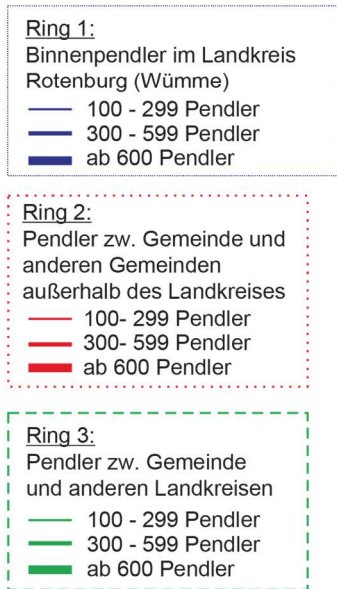 Ring 1:
Binnenpendler im Landkreis
Rotenburg (Wümme)
100 - 299 Pendler
300 - 599 Pendler
ab 600 Pendler
Ring 2:
Pendler zw. Gemeinde und
anderen Gemeinden
außerhalb des Landkreises
100- 299 Pendler
300- 599 Pendler
ab 600 Pendler
Ring 3:
Pendler zw. Gemeinde
und anderen Landkreisen
100 - 299 Pendler
300 - 599 Pendler
ab 600 Pendler